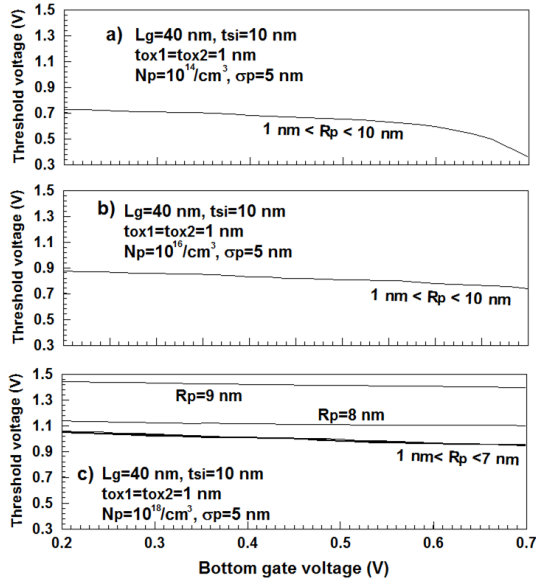 Threshold voltage (V)
1.5
1.3
1.1
0.9
0.7
0.5
0.3
a) Lg=40 nm, tsi=10 nm
tox1=tox2=1 nm
Np=10^14/cm^3, σp=5 nm
1 nm < Rp < 10 nm
Threshold voltage (V)
1.5
1.3
1.1
0.9
0.7
0.5
0.3
b) Lg=40 nm, tsi=10 nm
tox1=tox2=1 nm
Np=10^16/cm^3, σp=5 nm
1 nm < Rp < 10 nm
Threshold voltage (V)
1.5
1.3
1.1
0.9
0.7
0.5
0.3
Rp=9 nm
Rp=8 nm
1 nm< Rp <7 nm
c) Lg=40 nm, tsi=10 nm
tox1=tox2=1 nm
Np=10^18/cm^3, σp=5 nm
0.2 0.3 0.4 0.5 0.6 0.7
Bottom gate voltage (V)